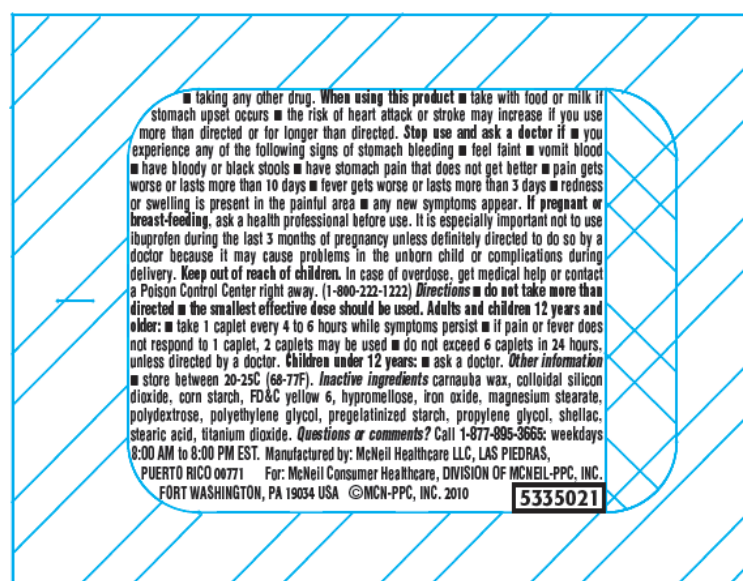 ■ taking any other drug. When using this product ■ take with food or milk if
stomach upset occurs ■ the risk of heart attack or stroke may increase if you use
more than directed or for longer than directed. Stop use and ask a doctor if ■ you
experience any of the following signs of stomach bleeding ■ feel faint ■ vomit blood
■ have bloody or black stools ■ have stomach pain that does not get better ■ pain gets
worse or lasts more than 10 days ■ fever gets worse or lasts more than 3 days ■ redness
or swelling is present in the painful area ■ any new symptoms appear. If pregnant or
breast-feeding, ask a health professional before use. It is especially important not to use
ibuprofen during the last 3 months of pregnancy unless definitely directed to do so by a
doctor because it may cause problems in the unborn child or complications during
delivery. Keep out of reach of children. In case of overdose, get medical help or contact
a Poison Control Center right away. (1-800-222-1222) Directions ■ do not take more than
directed ■ the smallest effective dose should be used. Adults and children 12 years and
older: ■ take 1 caplet every 4 to 6 hours while symptoms persist ■ if pain or fever does
not respond to 1 caplet, 2 caplets may be used ■ do not exceed 6 caplets in 24 hours,
unless directed by a doctor. Children under 12 years: ■ ask a doctor. Other information
■ store between 20-25C (68-77F). Inactive ingredients carnauba wax, colloidal silicon
dioxide, corn starch, FD&C yellow 6, hypromellose, iron oxide, magnesium stearate,
polydextrose, polyethylene glycol, pregelatinized starch, propylene glycol, shellac,
stearic acid, titanium dioxide. Questions or comments? Call 1-877-895-3665: weekdays
8:00 AM to 8:00 PM EST. Manufactured by: McNeil Healthcare LLC, LAS PIEDRAS,
PUERTO RICO 00771 For: McNeil Consumer Healthcare, DIVISION OF MCNEIL-PPC, INC.
FORT WASHINGTON, PA 19034 USA ©MCN-PPC, INC. 2010
5335021